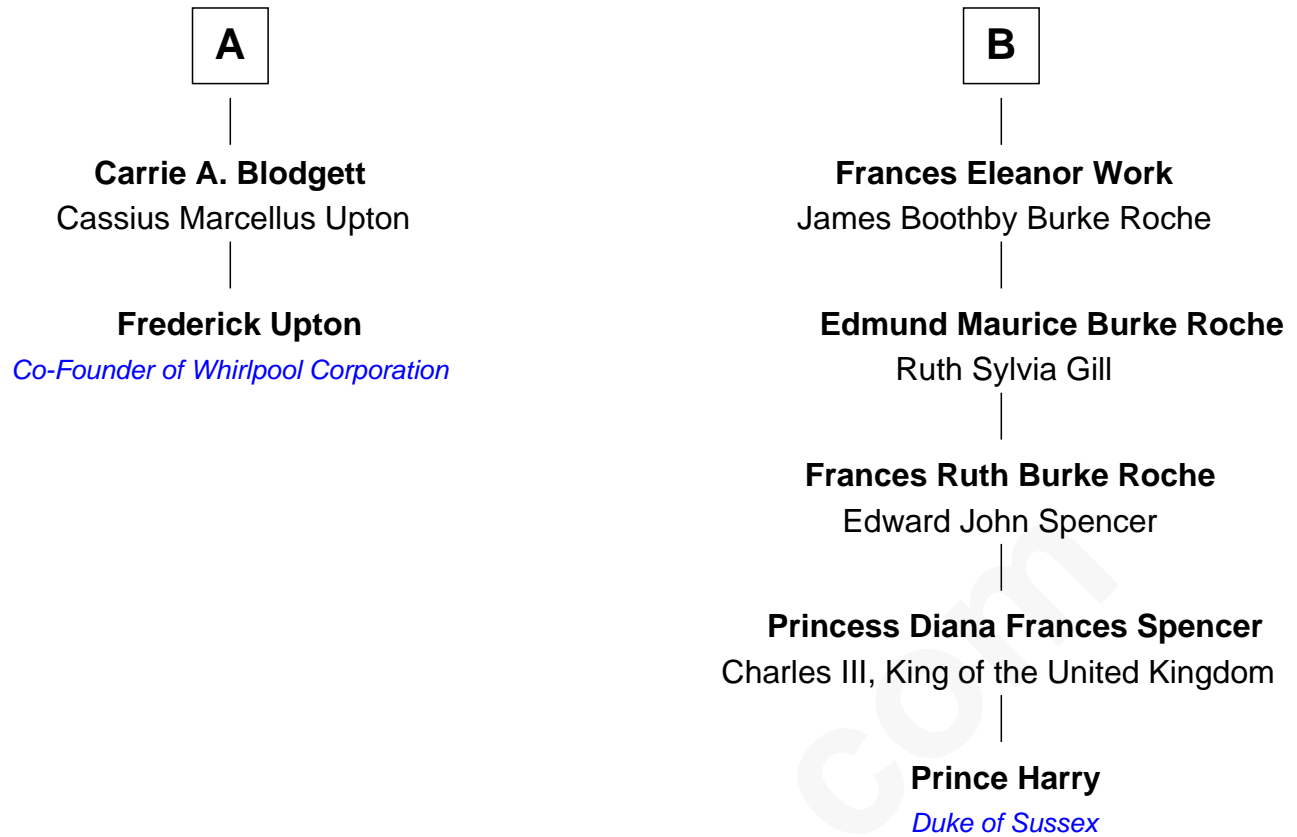 A
Carrie A. Blodgett
Cassius Marcellus Upton
Frederick Upton
Co-Founder of Whirlpool Corporation
B
Frances Eleanor Work
James Boothby Burke Roche
Edmund Maurice Burke Roche
Ruth Sylvia Gill
Frances Ruth Burke Roche
Edward John Spencer
Princess Diana Frances Spencer
Charles III, King of the United Kingdom
Prince Harry
Duke of Sussex
com